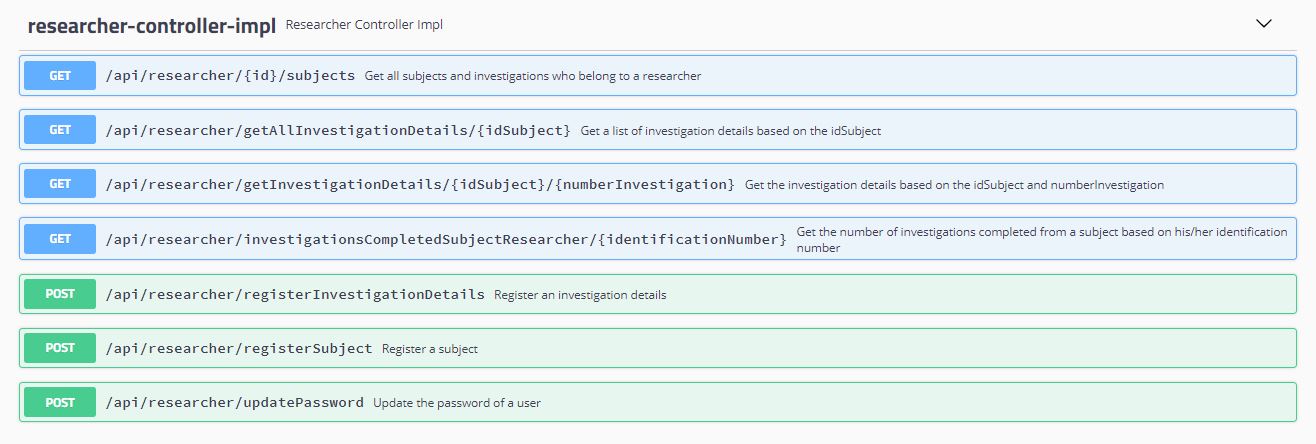 researcher-controller-impl Researcher Controller Impl
GET /api/researcher/{id}/subjects Get all subjects and investigations who belong to a researcher
GET /api/researcher/getAllInvestigationDetails/{idSubject} Get a list of investigation details based on the idSubject
GET /api/researcher/getInvestigationDetails/{idSubject}/{numberInvestigation} Get the investigation details based on the idSubject and numberInvestigation
GET /api/researcher/investigationsCompletedSubjectResearcher/{identificationNumber} Get the number of investigations completed from a subject based on his/her identification
number
POST /api/researcher/registerInvestigationDetails Register an investigation details
POST /api/researcher/registerSubject Register a subject
POST /api/researcher/updatePassword Update the password of a user